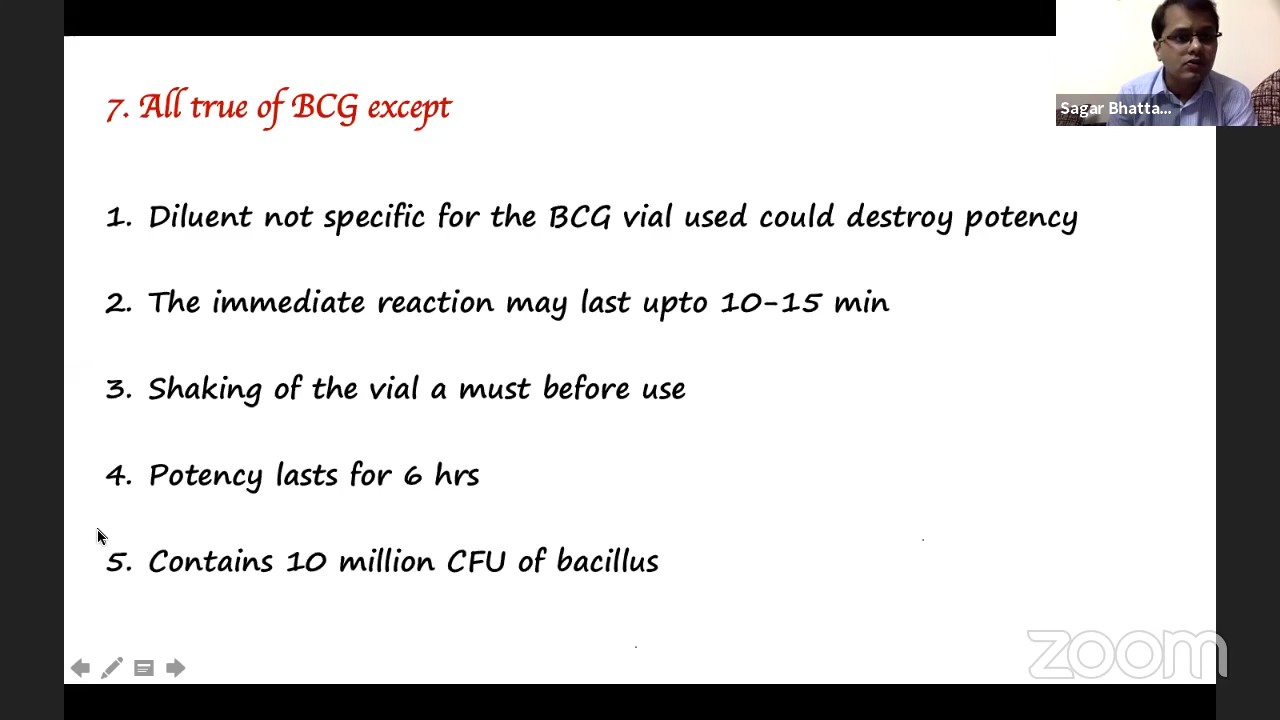 7. All true of BCG except
Sagar Bhatta...
1. Diluent not specific for the BCG vial used could destroy potency
2. The immediate reaction may last upto 10-15 min
3. Shaking of the vial a must before use
4. Potency lasts for 6 hrs
5. Contains 10 million CFU of bacillus
zoom